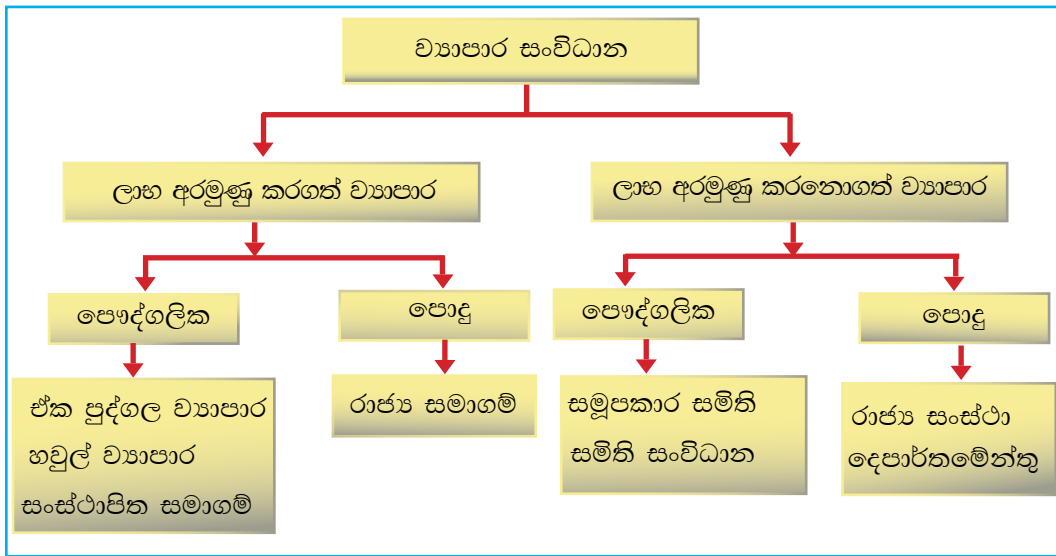 ව්‍යාපාර සංවිධාන
ලාභ අරමුණු කරගත් ව්‍යාපාර
ලාභ අරමුණු කරනොගත් ව්‍යාපාර
පෞද්ගලික
පොදු
පෞද්ගලික
පොදු
ඒක පුද්ගල ව්‍යාපාර
හවුල් ව්‍යාපාර
සංස්ථාපිත සමාගම්
රාජ්‍ය සමාගම්
සමූපකාර සමිති
සමිති සංවිධාන
රාජ්‍ය සංස්ථා
දෙපාර්තමේන්තු